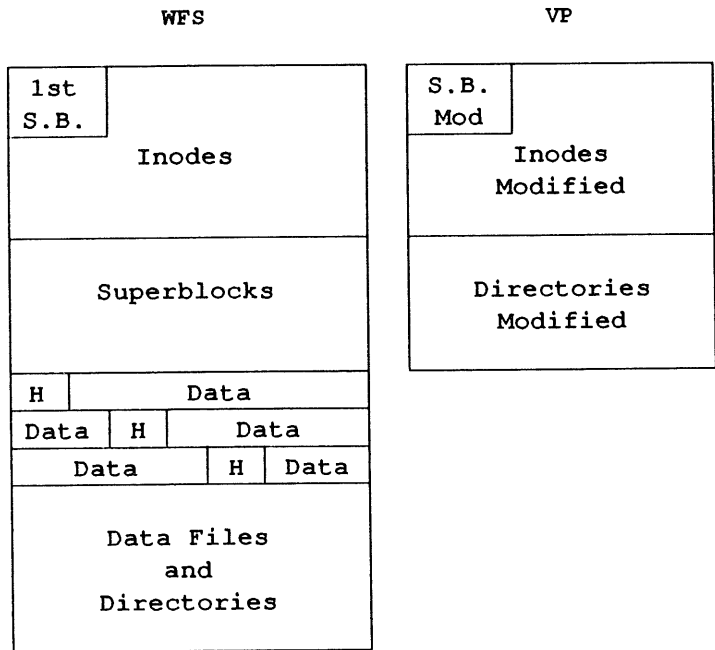 WFS
VP
1st
S.B.
Inodes
Superblocks
H Data
Data H Data
Data H Data
Data Files
and
Directories
S.B.
Mod
Inodes
Modified
Directories
Modified